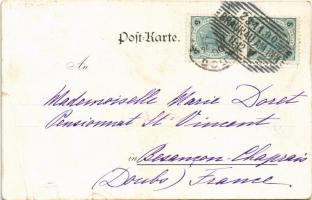 Post-Karte.
An
Mademoiselle Marie Doret
Pensionnat St Vincent
in Besançon-Chaprais
(Doubs) France